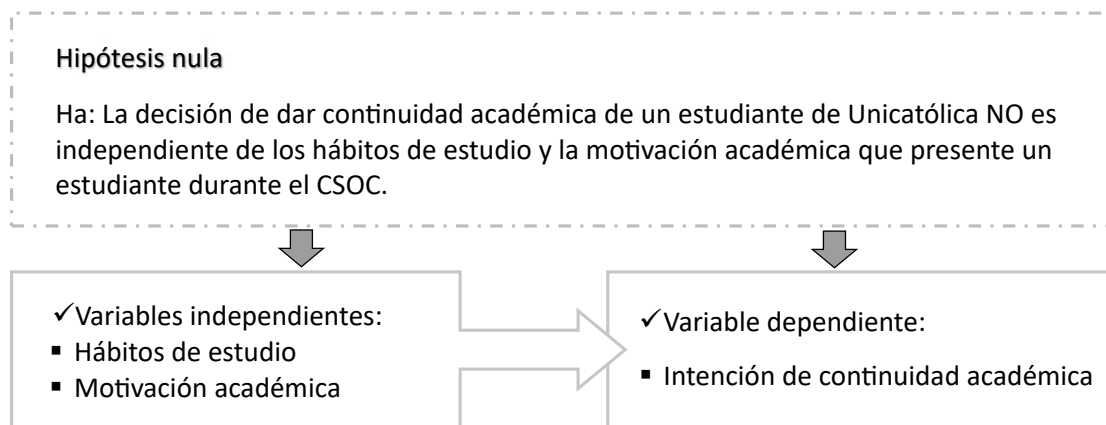 Hipótesis nula
Ha: La decisión de dar continuidad académica de un estudiante de Unicatólica NO es
independiente de los hábitos de estudio y la motivación académica que presente un
estudiante durante el CSOC.
✓Variables independientes:
▪ Hábitos de estudio
▪ Motivación académica
✓Variable dependiente:
▪ Intención de continuidad académica